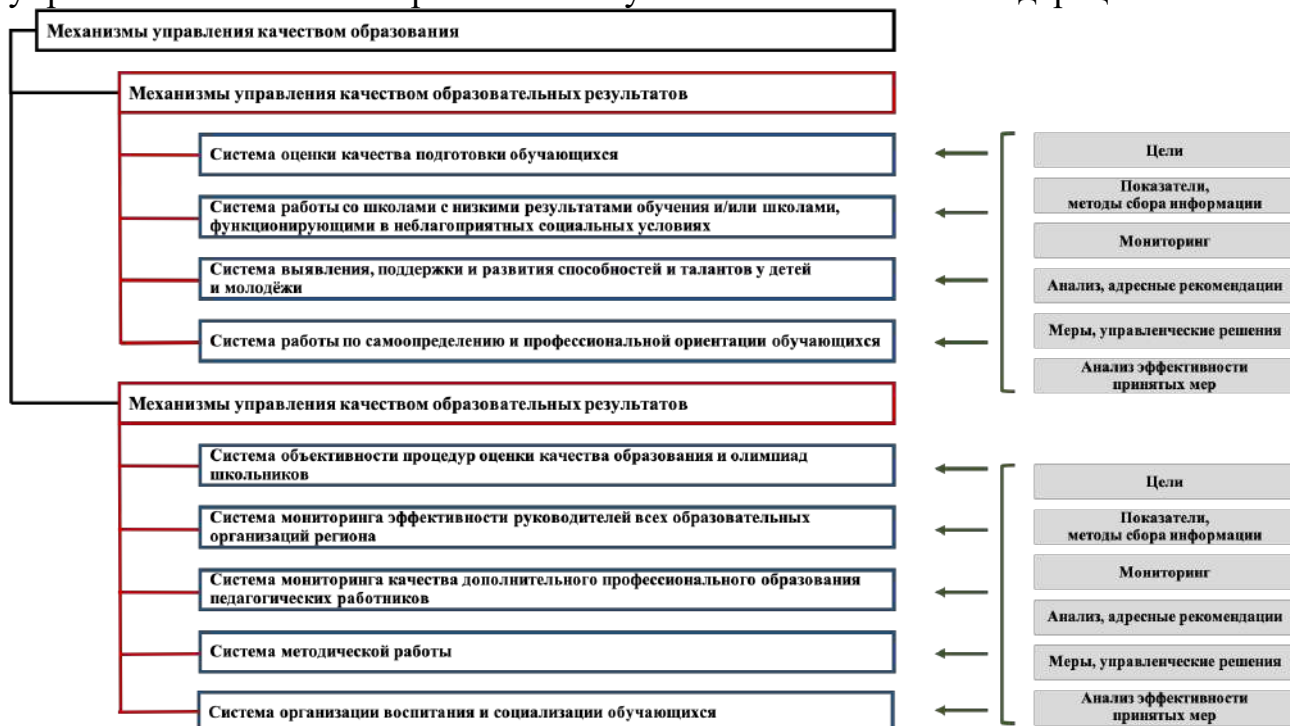 Механизмы управления качеством образования
Механизмы управления качеством образовательных результатов
Система оценки качества подготовки обучающихся
Система работы со школами с низкими результатами обучения и/или школами,
функционирующими в неблагоприятных социальных условиях
Система выявления, поддержки и развития способностей и талантов у детей
и молодёжи
Система работы по самоопределению и профессиональной ориентации обучающихся
Цели
Показатели,
методы сбора информации
Мониторинг
Анализ, адресные рекомендации
Меры, управленческие решения
Анализ эффективности
принятых мер
Механизмы управления качеством образовательных результатов
Система объективности процедур оценки качества образования и олимпиад
школьников
Система мониторинга эффективности руководителей всех образовательных
организаций региона
Система мониторинга качества дополнительного профессионального образования
педагогических работников
Система методической работы
Система организации воспитания и социализации обучающихся
Цели
Показатели,
методы сбора информации
Мониторинг
Анализ, адресные рекомендации
Меры, управленческие решения
Анализ эффективности
принятых мер